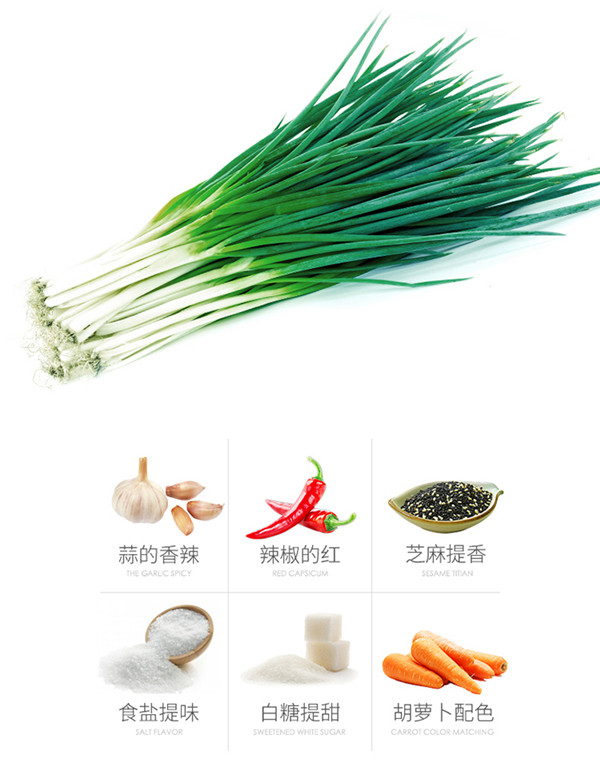 蒜的香辣
THE GARLIC SPICY
辣椒的红
RED CAPSICUM
芝麻提香
SESAME TITIAN
食盐提味
SALT FLAVOR
白糖提甜
SWEETENED WHITE SUGAR
胡萝卜配色
CARROT COLOR MATCHING